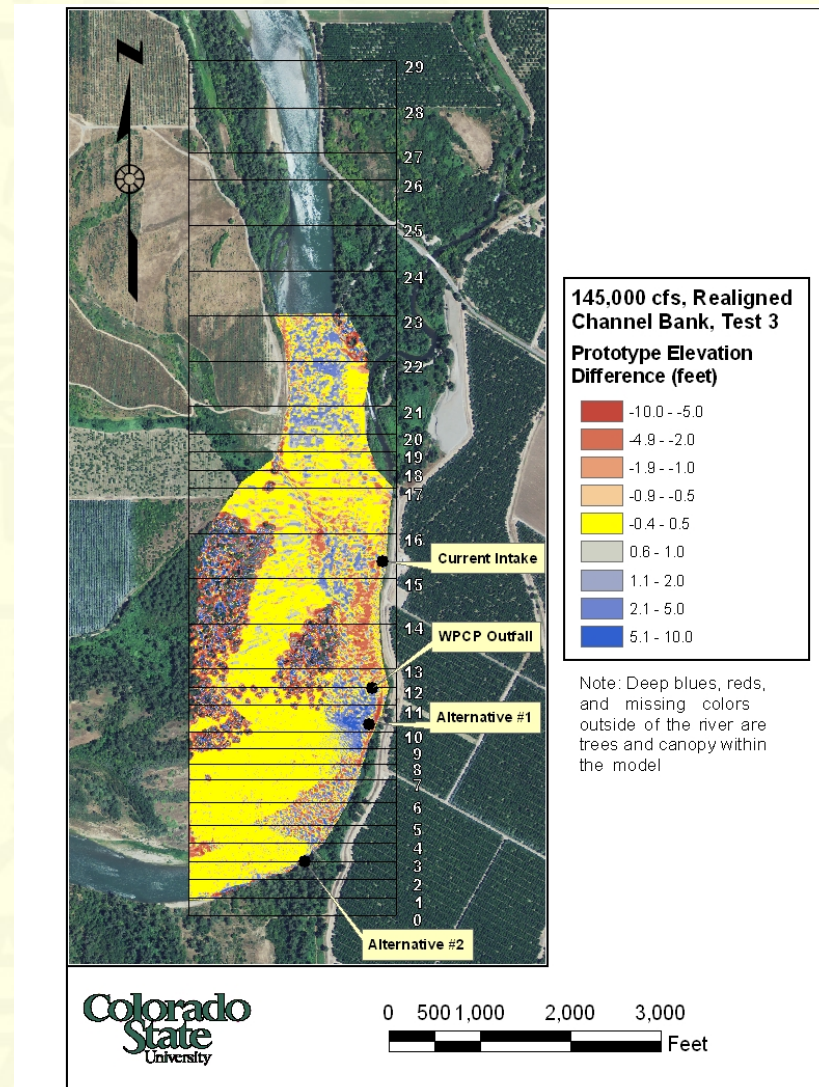 N
29
28
27
26
25
24
23
22
21
20
19
18
17
16
15
14
13
12
11
10
9
8
7
6
5
4
3
2
1
0
Current Intake
WPCP Outfall
Alternative #1
Alternative #2
145,000 cfs, Realigned
Channel Bank, Test 3
Prototype Elevation
Difference (feet)
-10.0 - -5.0
-4.9 - -2.0
-1.9 - -1.0
-0.9 - -0.5
-0.4 - 0.5
0.6 - 1.0
1.1 - 2.0
2.1 - 5.0
5.1 - 10.0
Note: Deep blues, reds,
and missing colors
outside of the river are
trees and canopy within
the model
Colorado
State
University
0 500 1,000 2,000 3,000
Feet